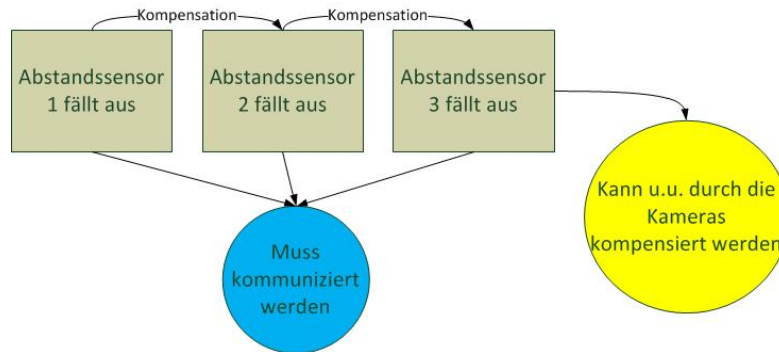 Kompensation
Kompensation
Abstandssensor
1 fällt aus
Abstandssensor
2 fällt aus
Abstandssensor
3 fällt aus
Kann u.u. durch die
Kameras
kompensiert werden
Muss
kommuniziert
werden